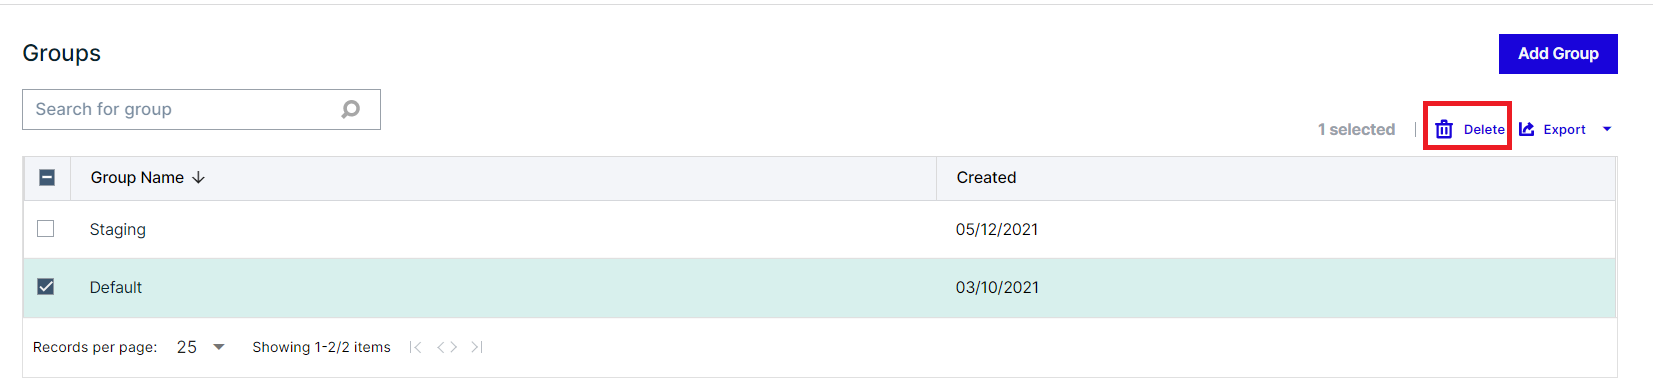 Groups
Add Group
Search for group
1 selected
Delete
Export
Group Name
Created
Staging
05/12/2021
Default
03/10/2021
Records per page: 25
Showing 1-2/2 items